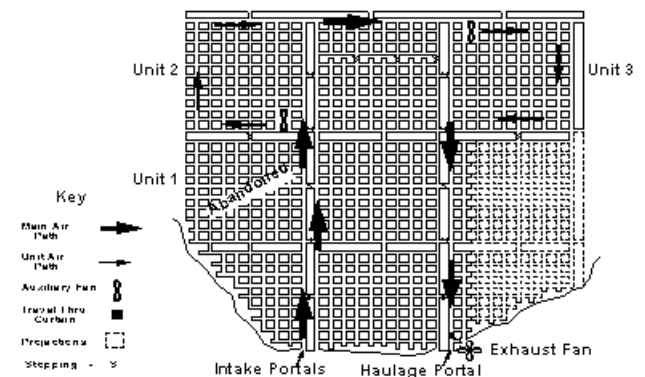 Unit 2
Unit 3
Unit 1
Abandoned
Key
Main Air
Path
Unit Air
Path
Auxiliary Fan
Travel Thru
Curtain
Projections
Stopping - S
Intake Portals
Haulage Portal
Exhaust Fan